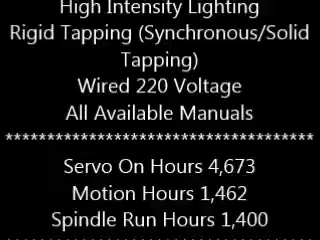 High Intensity Lighting
Rigid Tapping (Synchronous/Solid
Tapping)
Wired 220 Voltage
All Available Manuals
*************************************
Servo On Hours 4,673
Motion Hours 1,462
Spindle Run Hours 1,400